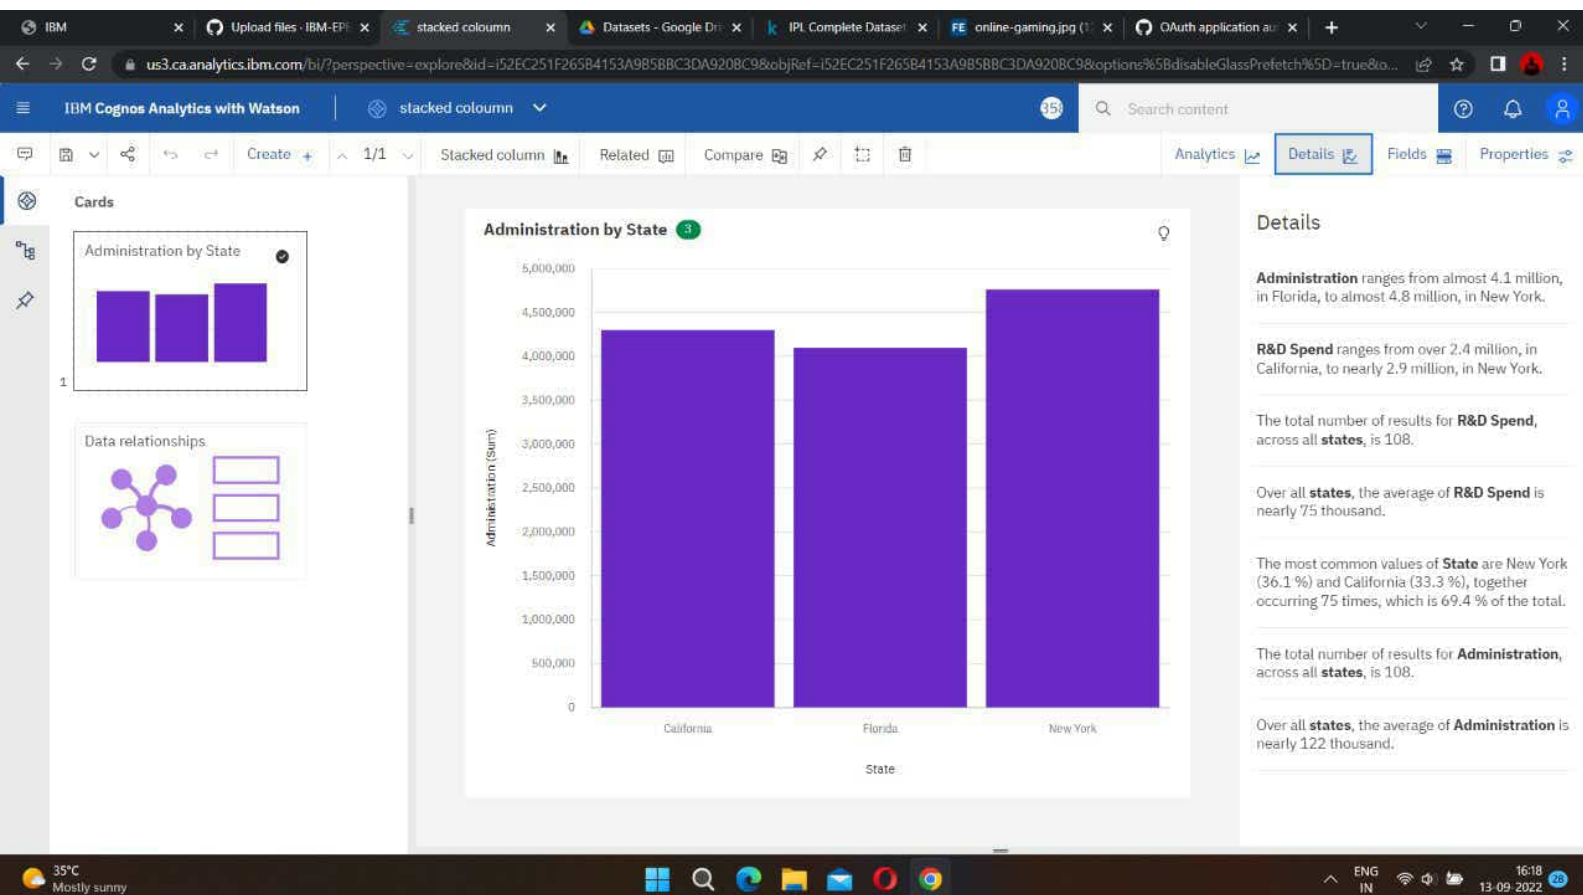 IBM
Upload files · IBM-EPB
stacked coloumn
Datasets - Google Dri
IPL Complete Dataset
FE online-gaming.jpg (1
OAuth application au
us3.ca.analytics.ibm.com/bi/?perspective=explore&id=i52EC251F265B4153A9B5BBC3DA920BC9&objRef=i52EC251F265B4153A9B5BBC3DA920BC9&options%5BdisableGlassPrefetch%5D=true&o...
IBM Cognos Analytics with Watson
stacked coloumn
Search content
Create +
1/1
Stacked column
Related
Compare
Analytics
Details
Fields
Properties
Cards
Administration by State
1
Data relationships
Administration by State 3
5,000,000
4,500,000
4,000,000
3,500,000
3,000,000
2,500,000
2,000,000
1,500,000
1,000,000
500,000
0
Administration (Sum)
California
Florida
New York
State
Details
Administration ranges from almost 4.1 million,
in Florida, to almost 4.8 million, in New York.
R&D Spend ranges from over 2.4 million, in
California, to nearly 2.9 million, in New York.
The total number of results for R&D Spend,
across all states, is 108.
Over all states, the average of R&D Spend is
nearly 75 thousand.
The most common values of State are New York
(36.1 %) and California (33.3 %), together
occurring 75 times, which is 69.4 % of the total.
The total number of results for Administration,
across all states, is 108.
Over all states, the average of Administration is
nearly 122 thousand.
35°C
Mostly sunny
ENG
IN
16:18
13-09-2022
28